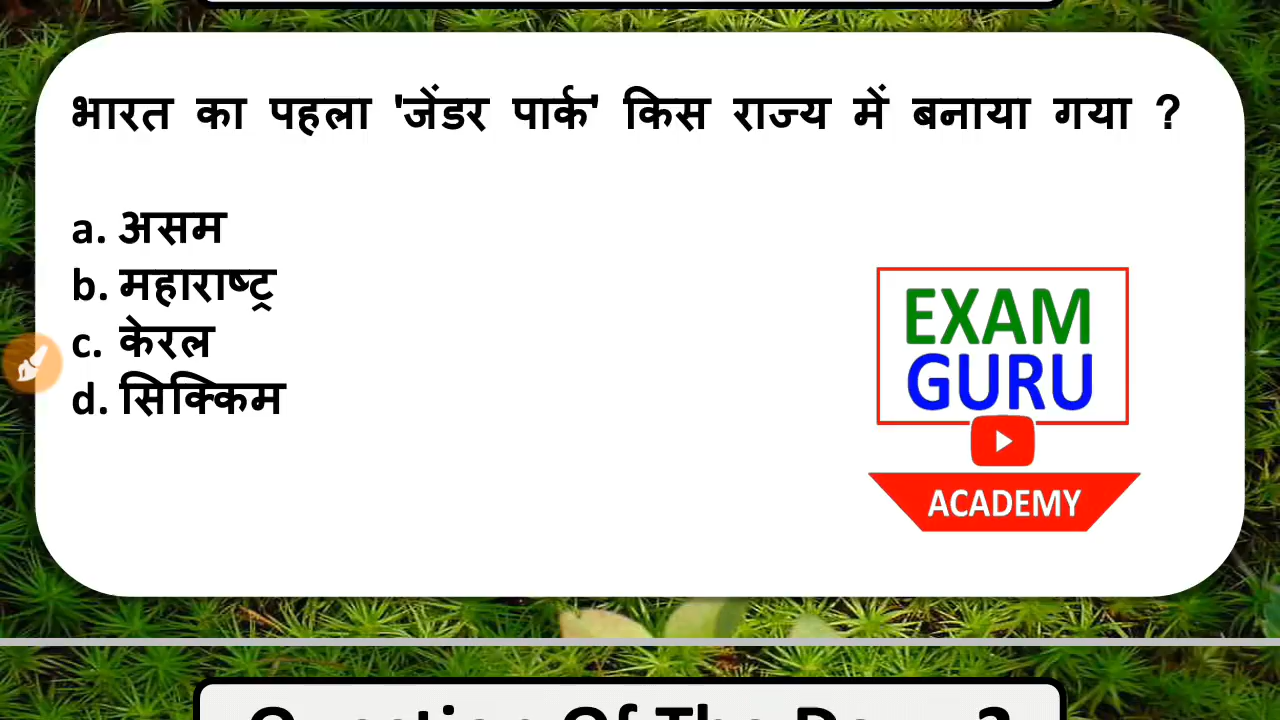 भारत का पहला 'जेंडर पार्क' किस राज्य में बनाया गया ?
a. असम
b. महाराष्ट्र
c. केरल
d. सिक्किम
EXAM
GURU
ACADEMY